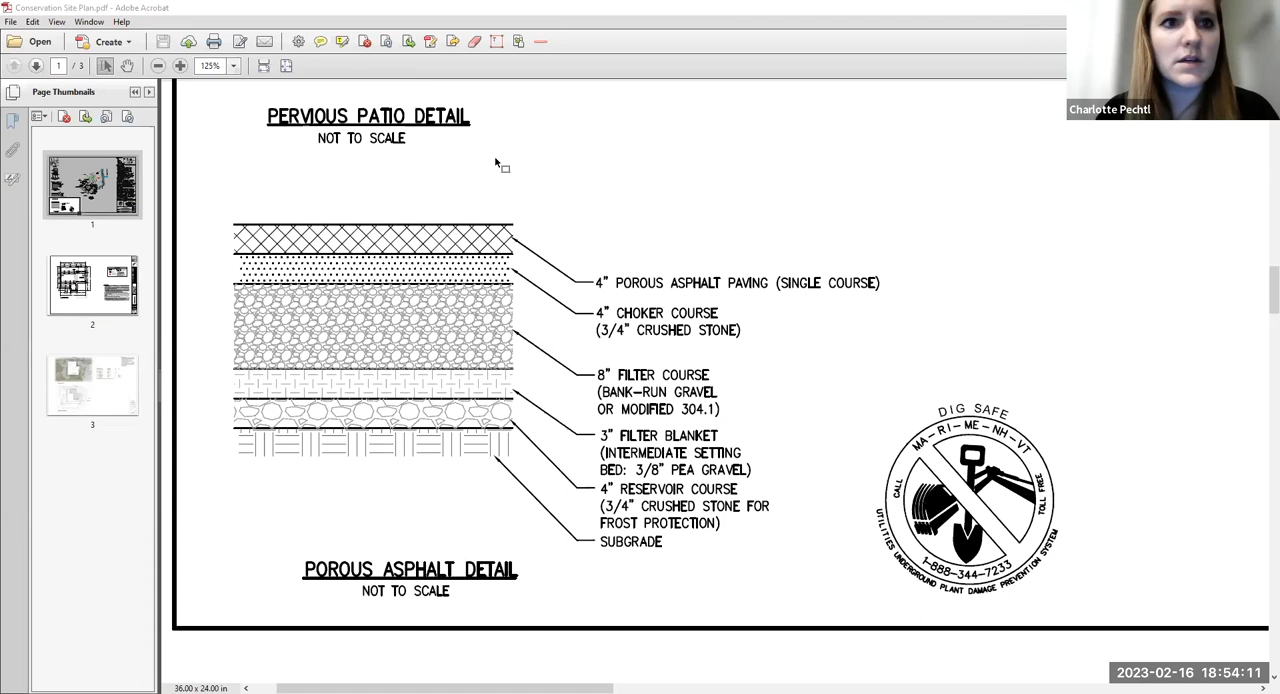 Conservation Site Plan.pdf - Adobe Acrobat
File Edit View Window Help
Open Create
1 / 3 125%
Page Thumbnails
1
2
3
PERVIOUS PATIO DETAIL
NOT TO SCALE
4" POROUS ASPHALT PAVING (SINGLE COURSE)
4" CHOKER COURSE
(3/4" CRUSHED STONE)
8" FILTER COURSE
(BANK-RUN GRAVEL
OR MODIFIED 304.1)
3" FILTER BLANKET
(INTERMEDIATE SETTING
BED: 3/8" PEA GRAVEL)
4" RESERVOIR COURSE
(3/4" CRUSHED STONE FOR
FROST PROTECTION)
SUBGRADE
POROUS ASPHALT DETAIL
NOT TO SCALE
DIG SAFE
MA-RI-ME-NH-VT
CALL
TOLL FREE
1-888-344-7233
UTILITIES UNDERGROUND PLANT DAMAGE PREVENTION SYSTEM
Charlotte Pechtl
36.00 x 24.00 in
2023-02-16 18:54:11